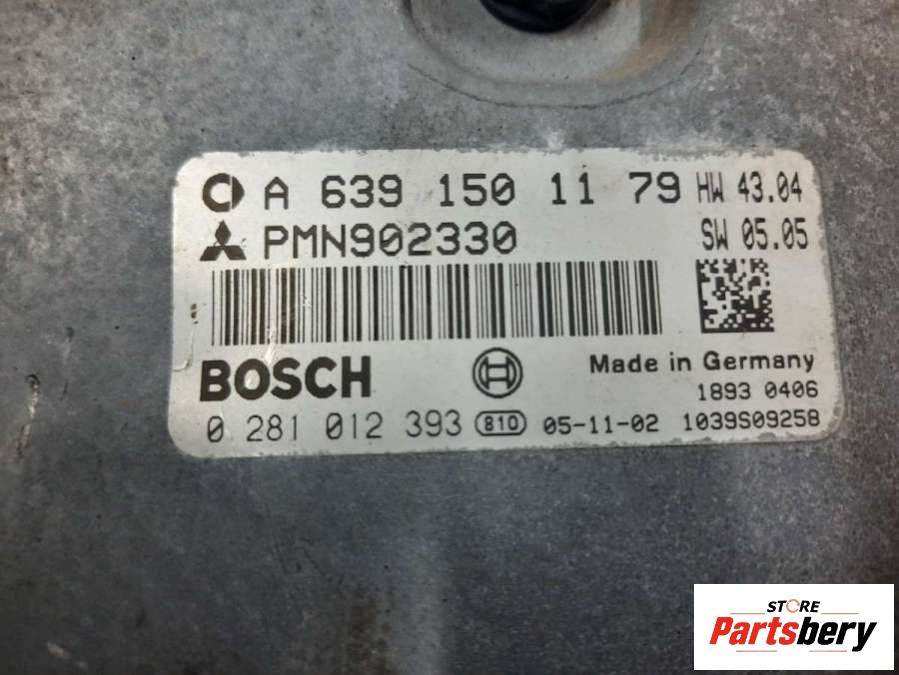 A 639 150 11 79 HW 43.04
PMN902330 SW 05.05
BOSCH Made in Germany
1893 0406
0 281 012 393 810 05-11-02 1039S09258
STORE
Partsbery